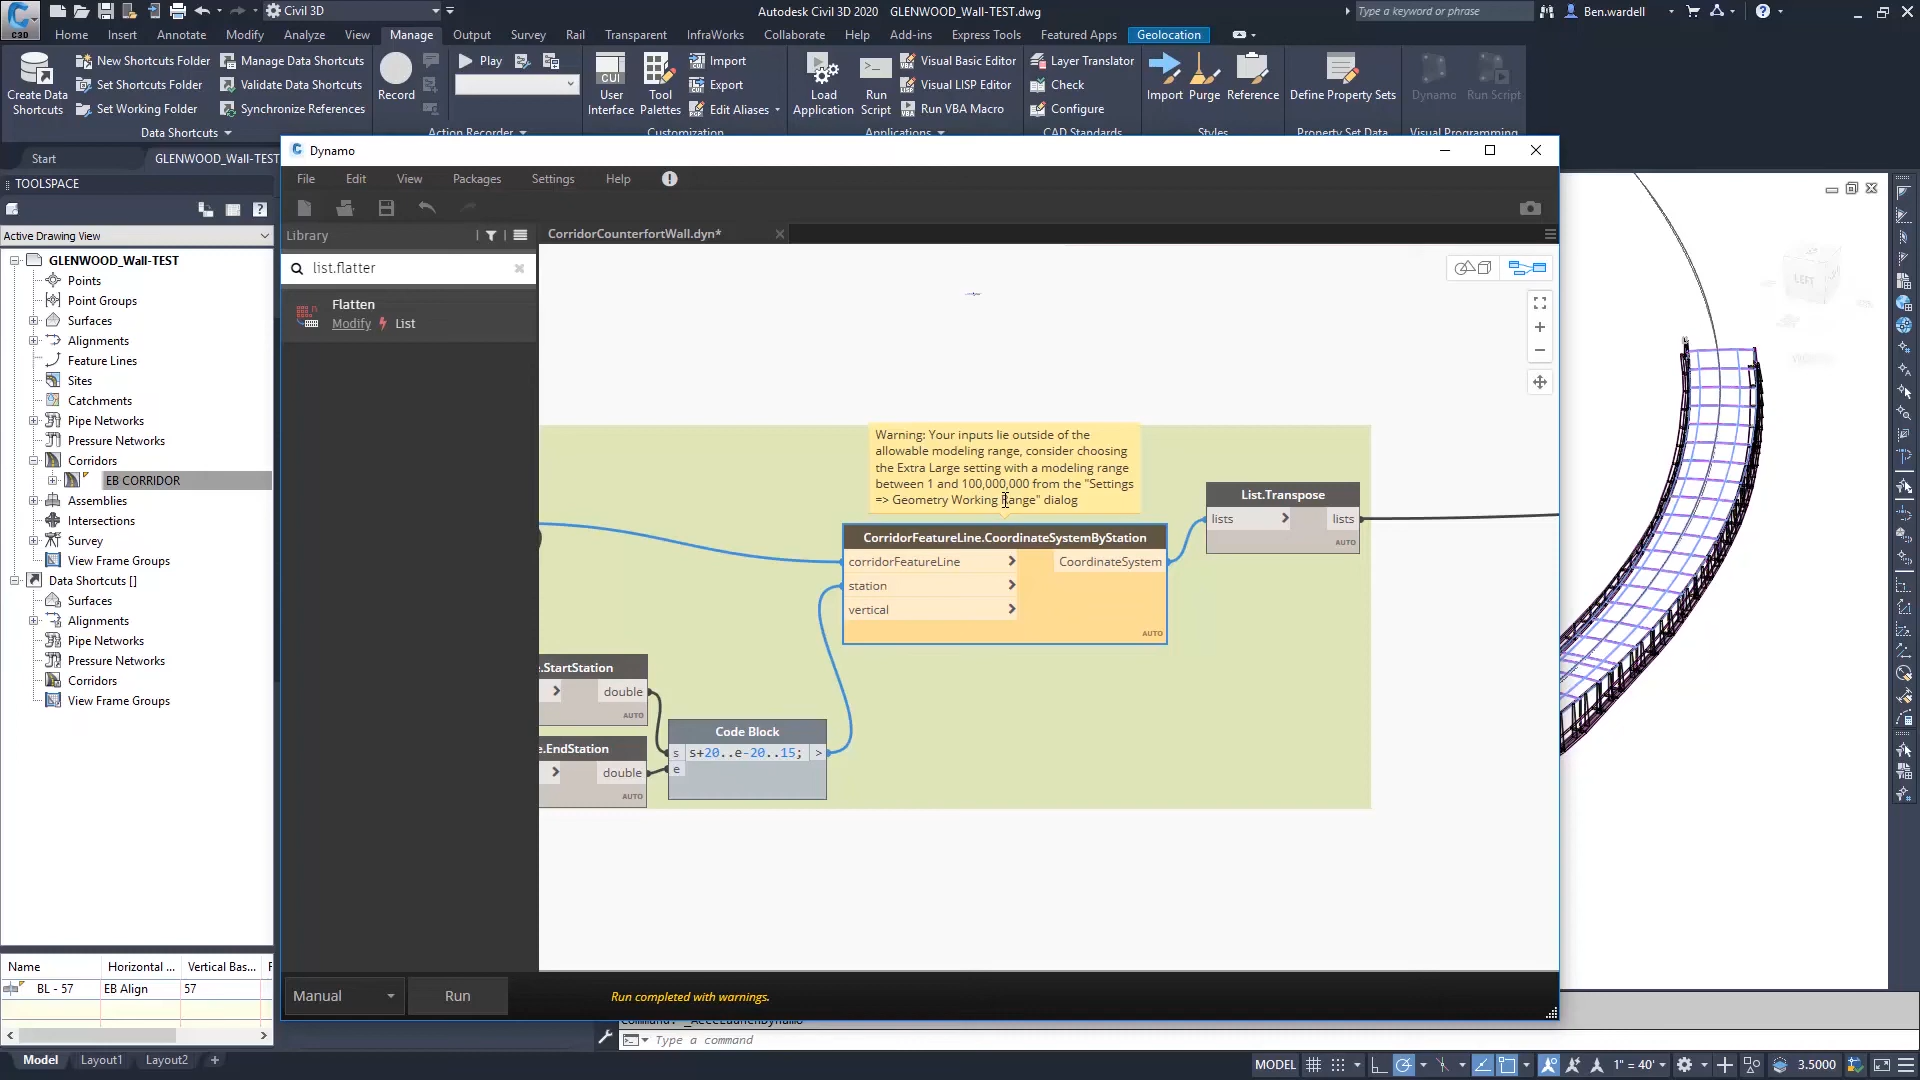 C3D
Civil 3D
Autodesk Civil 3D 2020 GLENWOOD_Wall-TEST.dwg
Type a keyword or phrase
Ben.wardell
Home Insert Annotate Analyze View Manage Output Survey Rail Transparent InfraWorks Collaborate Help Add-ins Express Tools Featured Apps Geolocation
Create Data
Shortcuts
New Shortcuts Folder
Set Shortcuts Folder
Set Working Folder
Manage Data Shortcuts
Validate Data Shortcuts
Synchronize References
Data Shortcuts
Record
Play
Action Recorder
CUI
User
Interface
Tool
Palettes
Import
Export
Edit Aliases
Customization
Load
Application
Run
Script
Visual Basic Editor
Visual LISP Editor
Run VBA Macro
VBA
Applications
Layer Translator
Check
Configure
CAD Standards
Import
Purge
Reference
Styles
Define Property Sets
Property Set Data
Dynamo
Run Script
Visual Programming
Start
GLENWOOD_Wall-TEST
TOOLSPACE
Active Drawing View
GLENWOOD_Wall-TEST
Points
Point Groups
Surfaces
Alignments
Feature Lines
Sites
Catchments
Pipe Networks
Pressure Networks
Corridors
EB CORRIDOR
Assemblies
Intersections
Survey
View Frame Groups
Data Shortcuts []
Surfaces
Alignments
Pipe Networks
Pressure Networks
Corridors
View Frame Groups
Name Horizontal ... Vertical Bas...
BL - 57 EB Align 57
Dynamo
File Edit View Packages Settings Help
Library
list.flatter
Flatten
Modify List
CorridorCounterfortWall.dyn*
Warning: Your inputs lie outside of the
allowable modeling range, consider choosing
the Extra Large setting with a modeling range
between 1 and 100,000,000 from the "Settings
=> Geometry Working Range" dialog
CorridorFeatureLine.CoordinateSystemByStation
corridorFeatureLine > CoordinateSystem
station >
vertical >
AUTO
List.Transpose
lists > lists
AUTO
.StartStation
> double
AUTO
e.EndStation
> double
AUTO
Code Block
s s+20..e-20..15; >
e
Manual
Run
Run completed with warnings.
LEFT
Type a command
Model Layout1 Layout2 +
MODEL
1" = 40'
3.5000